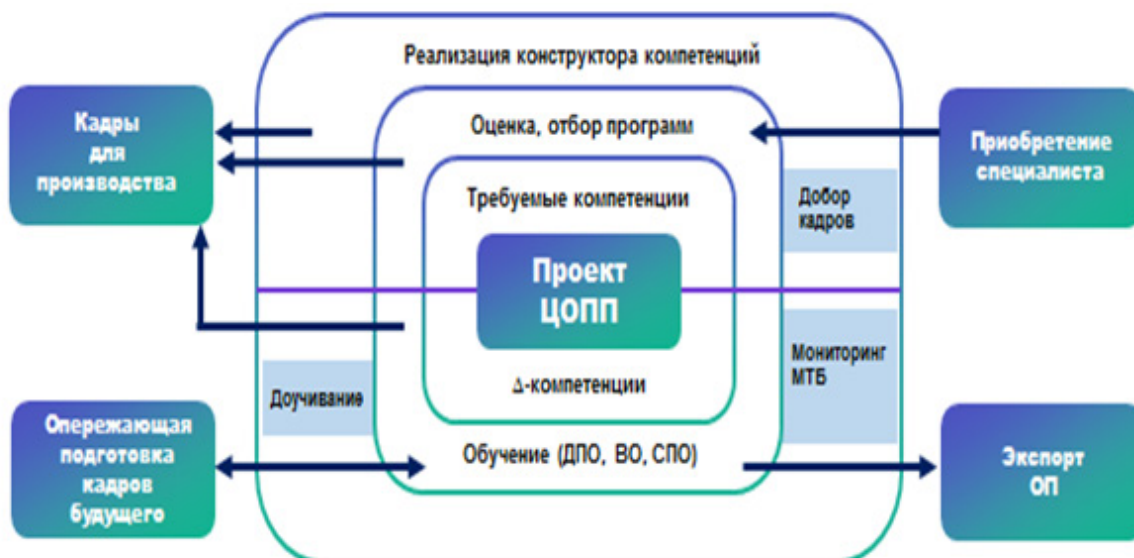 Реализация конструктора компетенций
Кадры
для
производства
Оценка, отбор программ
Приобретение
специалиста
Требуемые компетенции
Добор
кадров
Проект
ЦОПП
Мониторинг
МТБ
Δ-компетенции
Доучивание
Опережающая
подготовка
кадров
будущего
Обучение (ДПО, ВО, СПО)
Экспорт
ОП